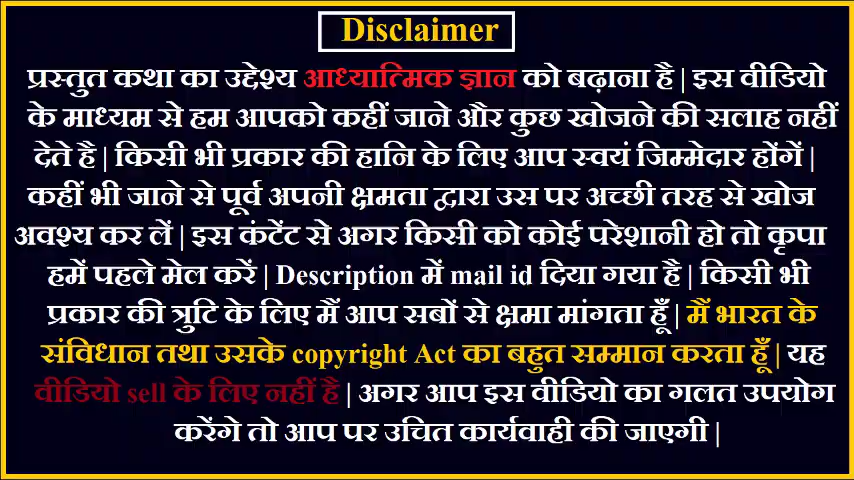 Disclaimer
प्रस्तुत कथा का उद्देश्य आध्यात्मिक ज्ञान को बढ़ाना है | इस वीडियो
के माध्यम से हम आपको कहीं जाने और कुछ खोजने की सलाह नहीं
देते है | किसी भी प्रकार की हानि के लिए आप स्वयं जिम्मेदार होंगें |
कहीं भी जाने से पूर्व अपनी क्षमता द्वारा उस पर अच्छी तरह से खोज
अवश्य कर लें | इस कंटेंट से अगर किसी को कोई परेशानी हो तो कृपा
हमें पहले मेल करें | Description में mail id दिया गया है | किसी भी
प्रकार की त्रुटि के लिए मैं आप सबों से क्षमा मांगता हूँ | मैं भारत के
संविधान तथा उसके copyright Act का बहुत सम्मान करता हूँ | यह
वीडियो sell के लिए नहीं है | अगर आप इस वीडियो का गलत उपयोग
करेंगे तो आप पर उचित कार्यवाही की जाएगी |